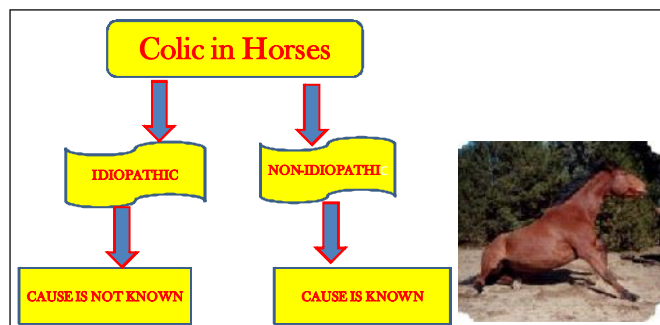 Colic in Horses
IDIOPATHIC
NON-IDIOPATHIC
CAUSE IS NOT KNOWN
CAUSE IS KNOWN